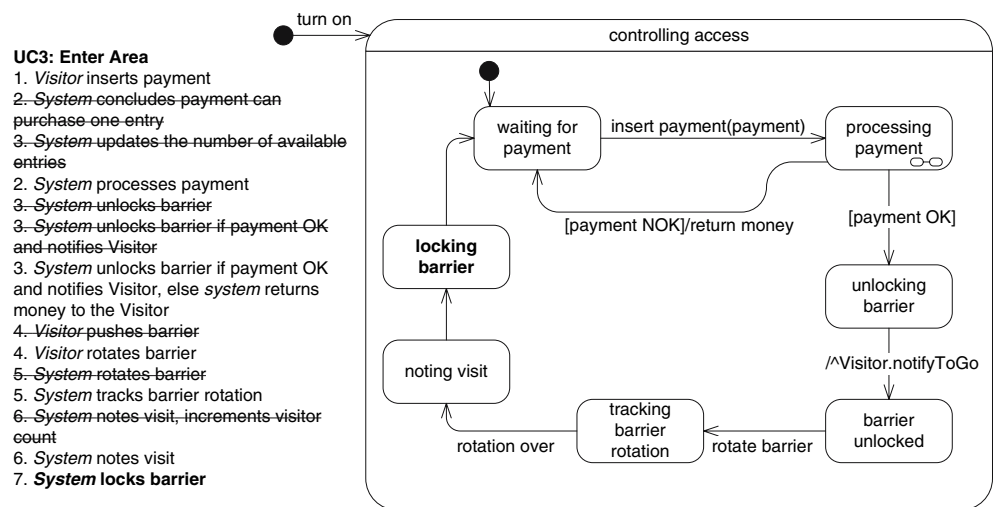 turn on
UC3: Enter Area
1. Visitor inserts payment
2. System concludes payment can
purchase one entry
3. System updates the number of available
entries
2. System processes payment
3. System unlocks barrier
3. System unlocks barrier if payment OK
and notifies Visitor
3. System unlocks barrier if payment OK
and notifies Visitor, else system returns
money to the Visitor
4. Visitor pushes barrier
4. Visitor rotates barrier
5. System rotates barrier
5. System tracks barrier rotation
6. System notes visit, increments visitor
count
6. System notes visit
7. System locks barrier
controlling access
waiting for
payment
insert payment(payment)
processing
payment
[payment NOK]/return money
[payment OK]
locking
barrier
unlocking
barrier
/^Visitor.notifyToGo
noting visit
barrier
unlocked
rotate barrier
tracking
barrier
rotation
rotation over